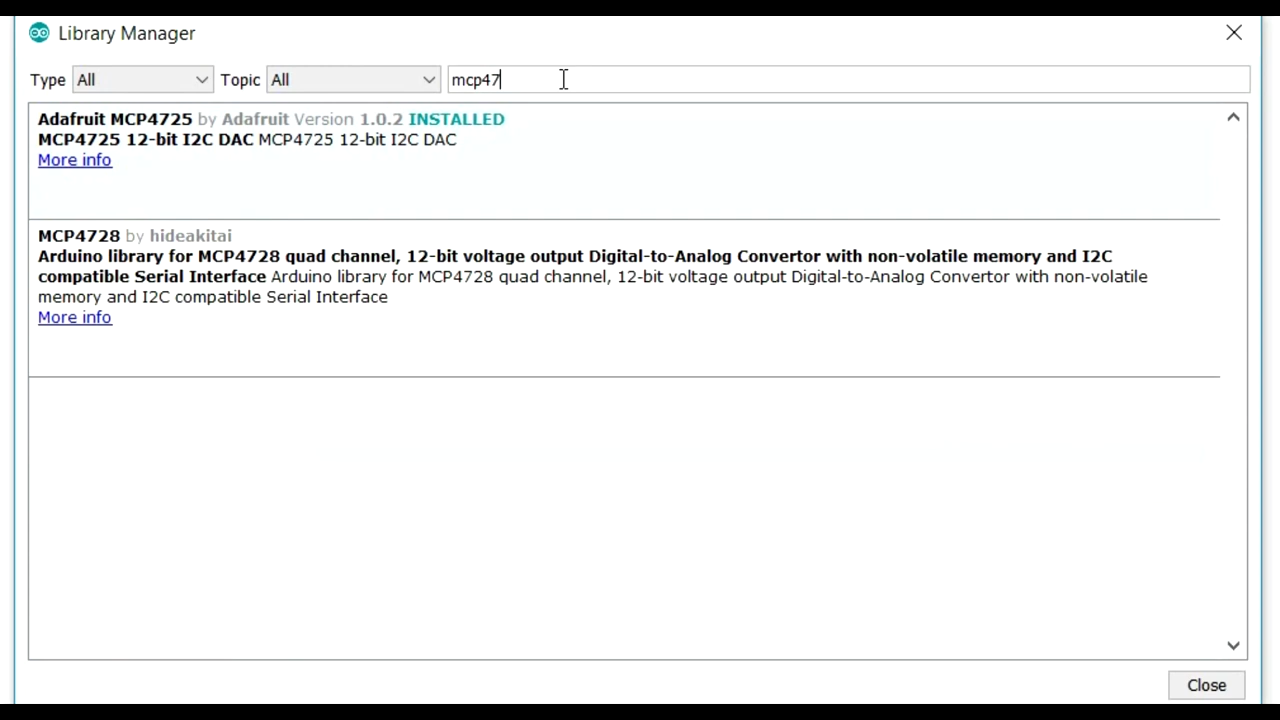 Library Manager
Type All Topic All mcp47
Adafruit MCP4725 by Adafruit Version 1.0.2 INSTALLED
MCP4725 12-bit I2C DAC MCP4725 12-bit I2C DAC
More info
MCP4728 by hideakitai
Arduino library for MCP4728 quad channel, 12-bit voltage output Digital-to-Analog Convertor with non-volatile memory and I2C
compatible Serial Interface Arduino library for MCP4728 quad channel, 12-bit voltage output Digital-to-Analog Convertor with non-volatile
memory and I2C compatible Serial Interface
More info
Close